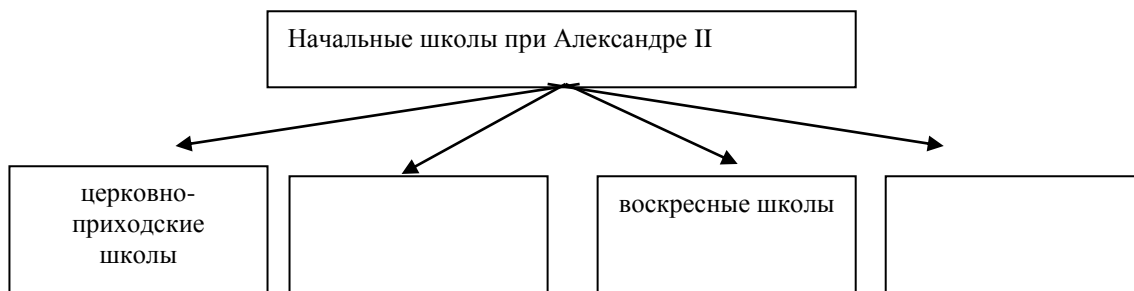 Начальные школы при Александре II
церковно-
приходские
школы
воскресные школы